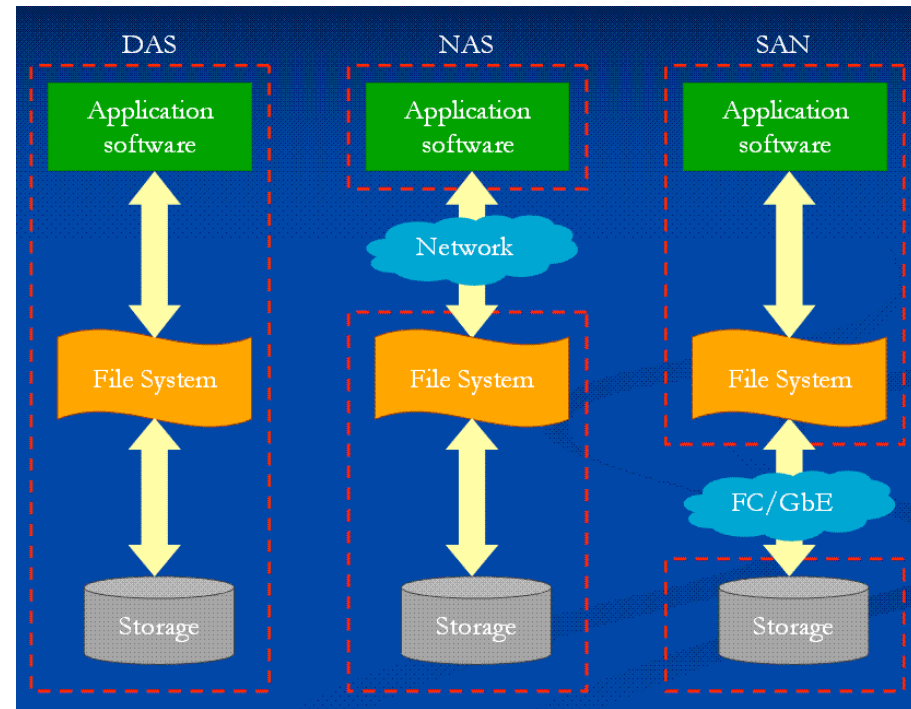 DAS
NAS
SAN
Application
software
Application
software
Application
software
Network
File System
File System
File System
FC/GbE
Storage
Storage
Storage